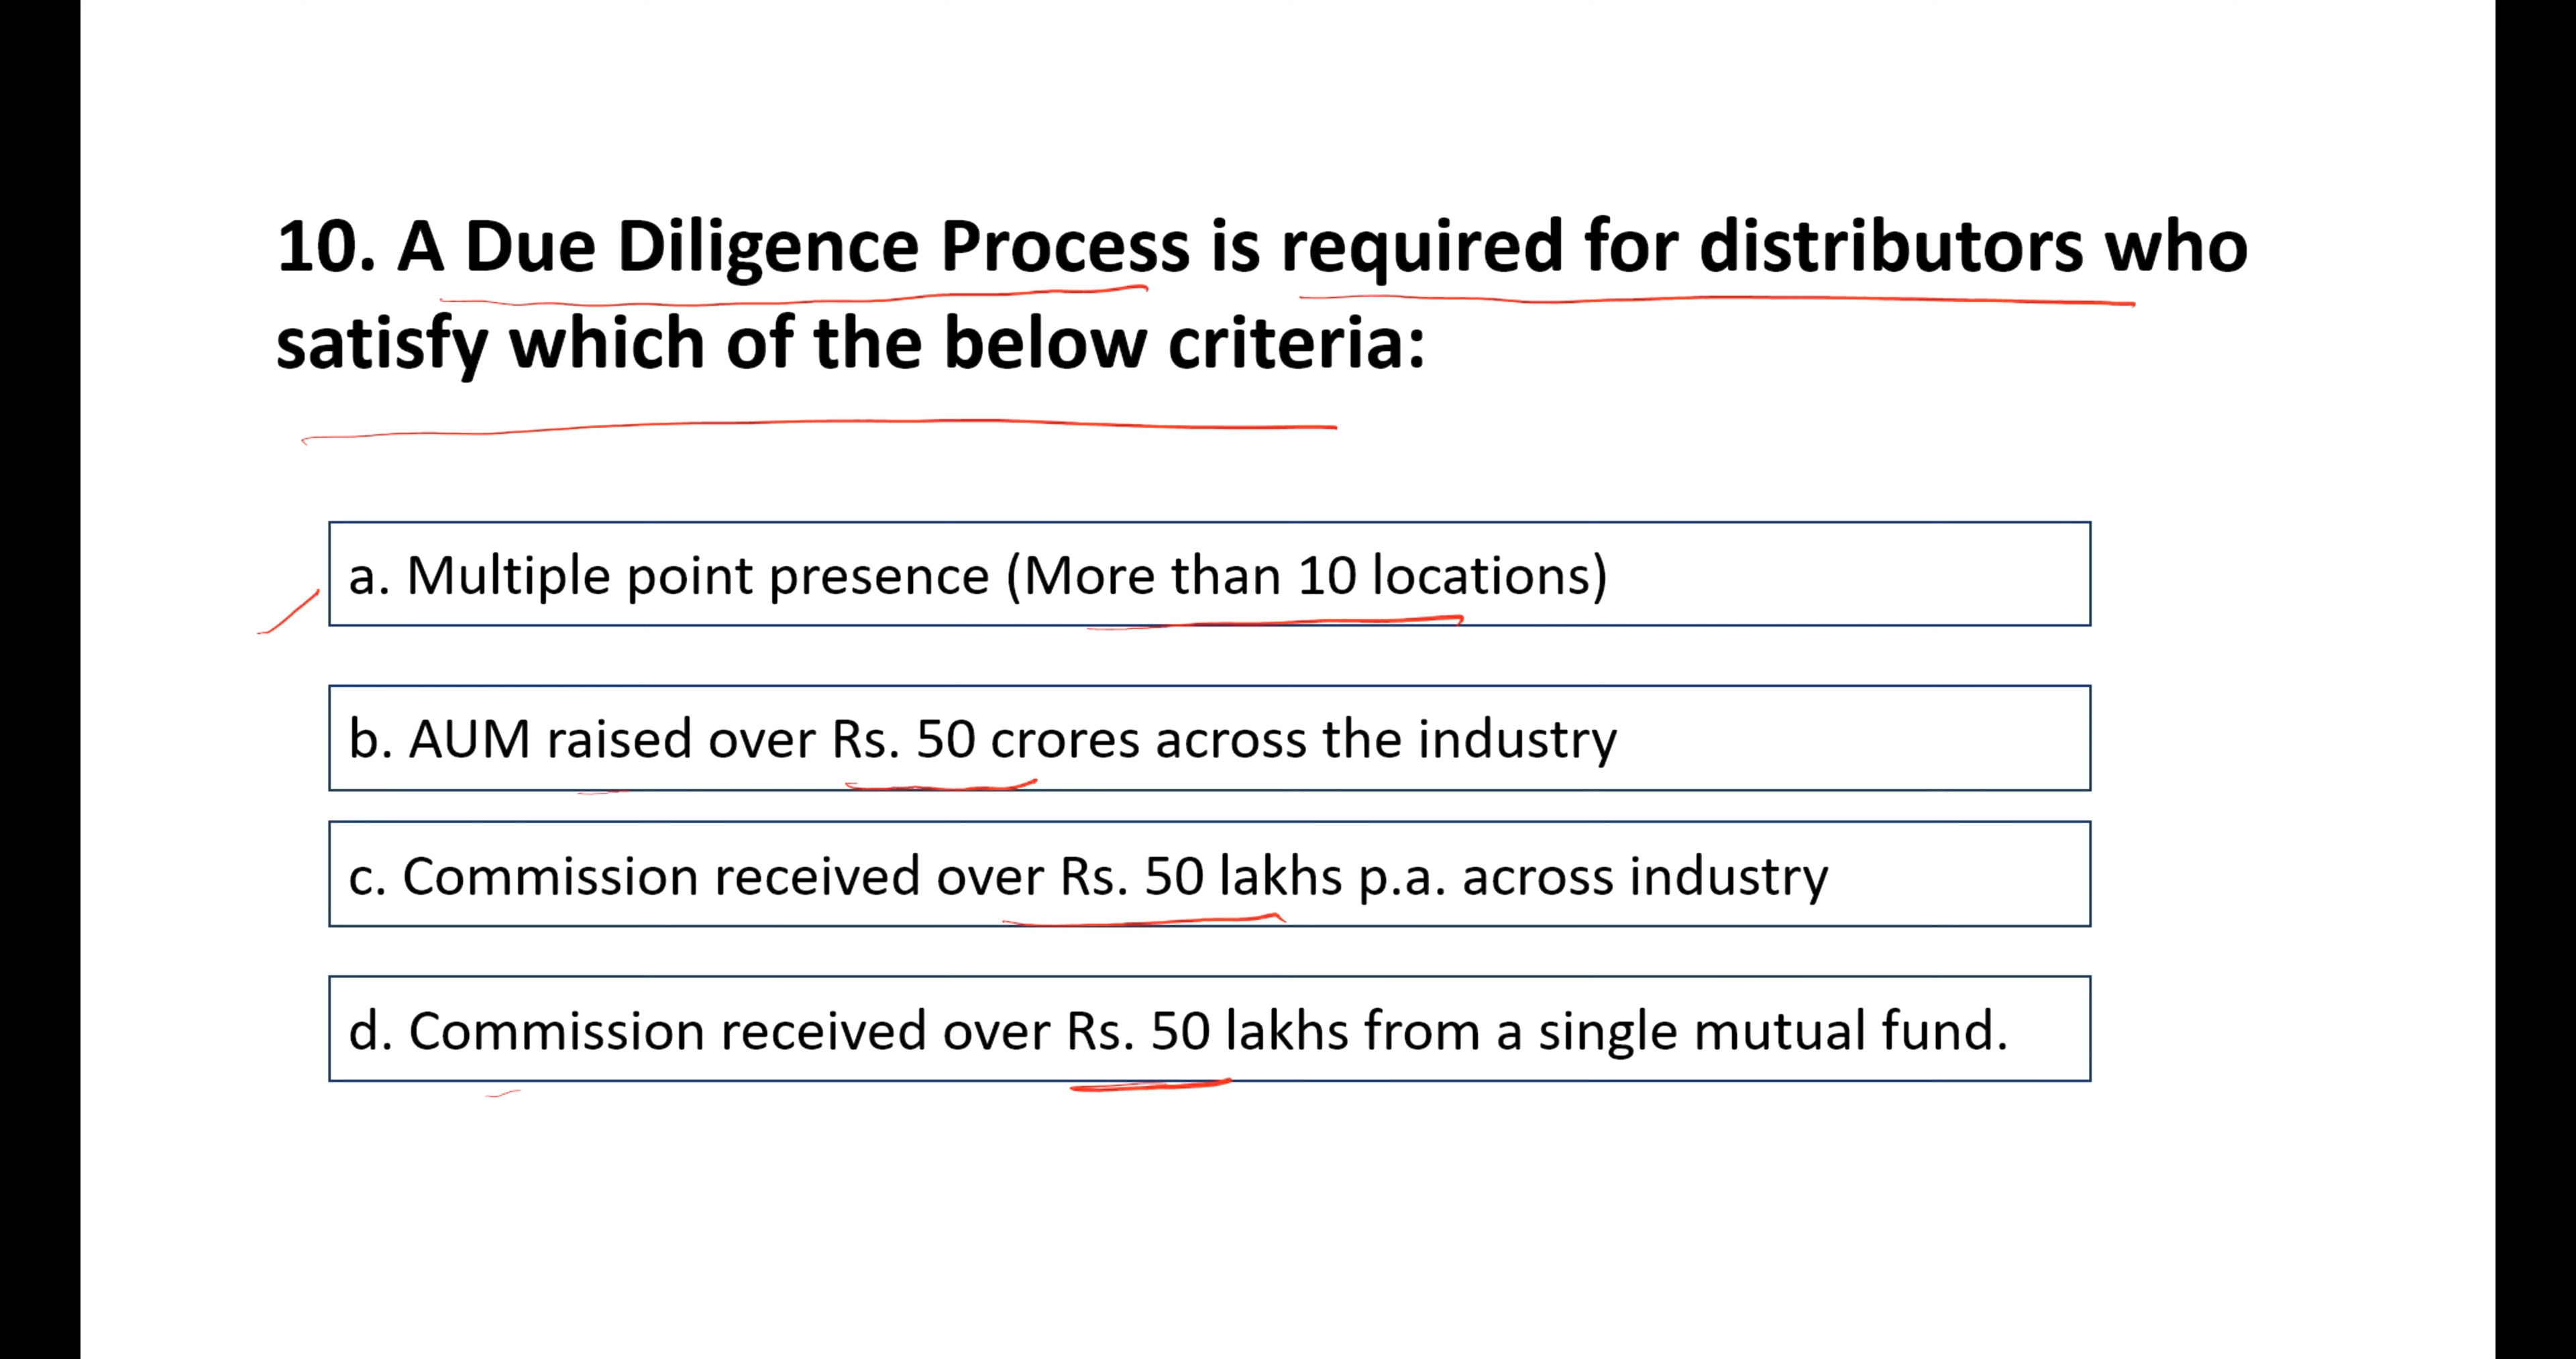 10. A Due Diligence Process is required for distributors who
satisfy which of the below criteria:
a. Multiple point presence (More than 10 locations)
b. AUM raised over Rs. 50 crores across the industry
c. Commission received over Rs. 50 lakhs p.a. across industry
d. Commission received over Rs. 50 lakhs from a single mutual fund.